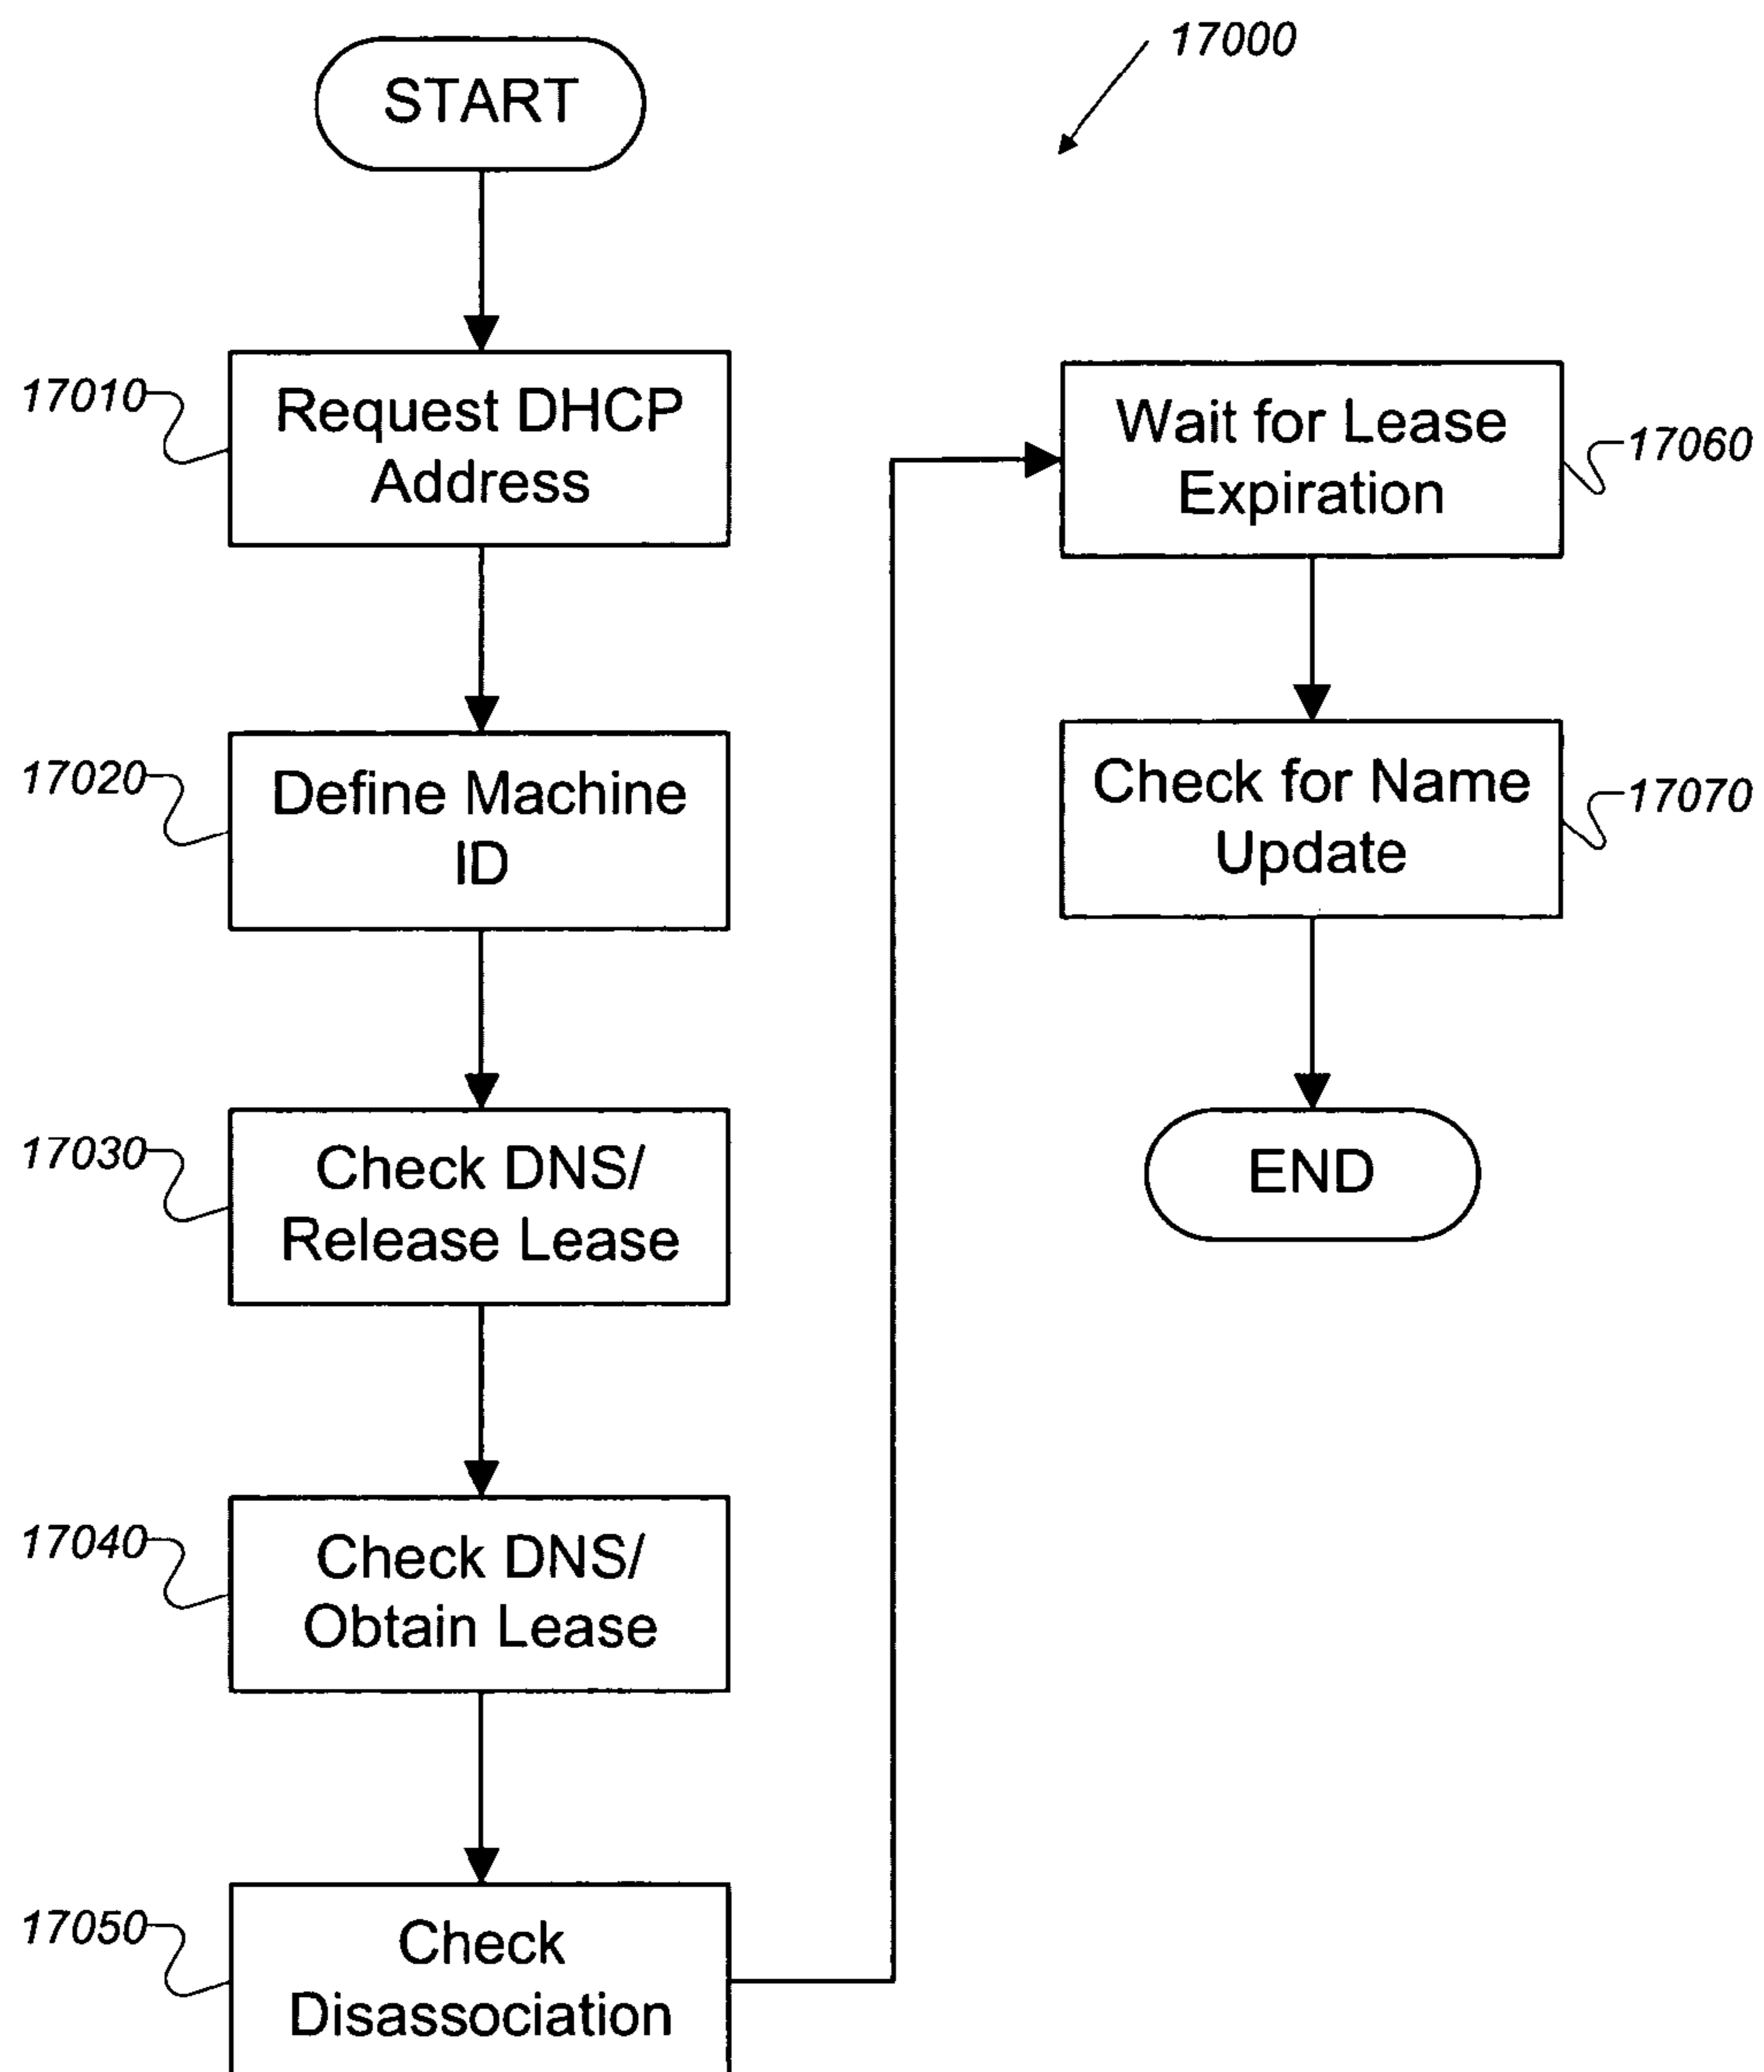 17000
START
17010
Request DHCP
Address
17020
Define Machine
ID
17030
Check DNS/
Release Lease
17040
Check DNS/
Obtain Lease
17050
Check
Disassociation
Wait for Lease
Expiration
17060
Check for Name
Update
17070
END